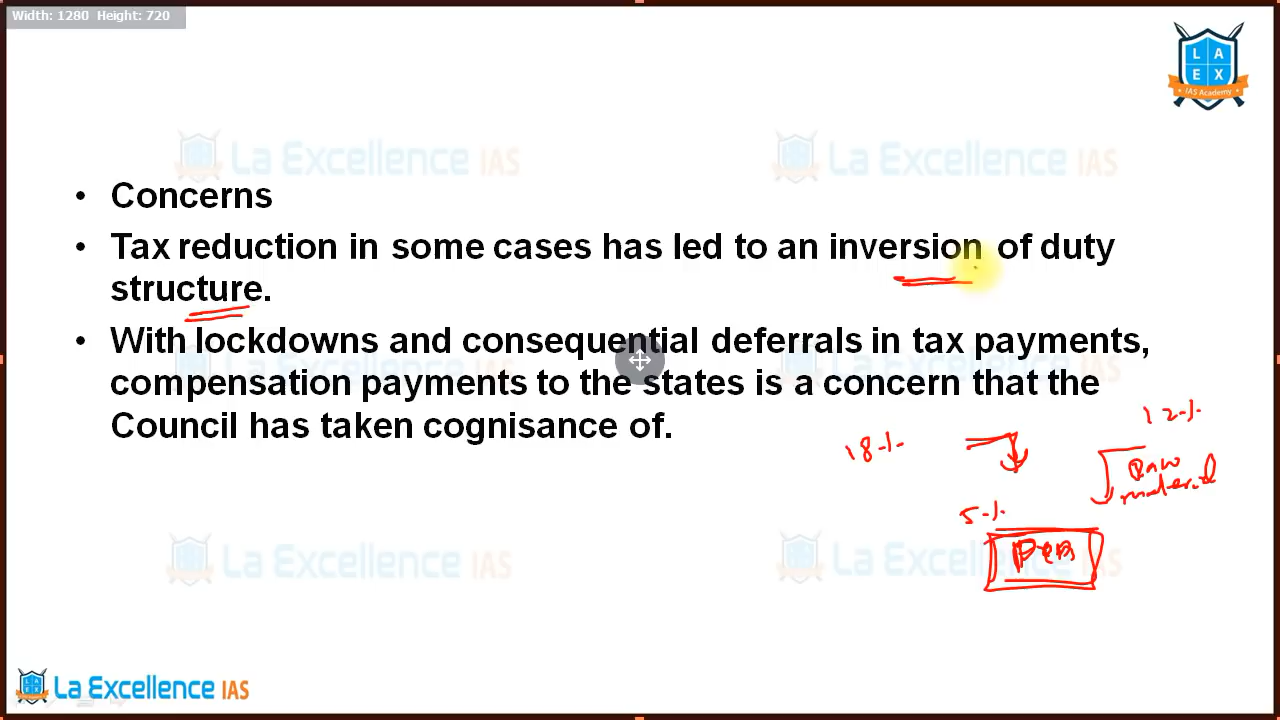 Width: 1280 Height: 720
L A
E X
IAS Academy
La Excellence IAS La Excellence IAS
• Concerns
• Tax reduction in some cases has led to an inversion of duty
structure.
• With lockdowns and consequential deferrals in tax payments,
compensation payments to the states is a concern that the
Council has taken cognisance of.
12%
18%
Raw
material
5%
Pen
La Excellence IAS La Excellence IAS
La Excellence IAS